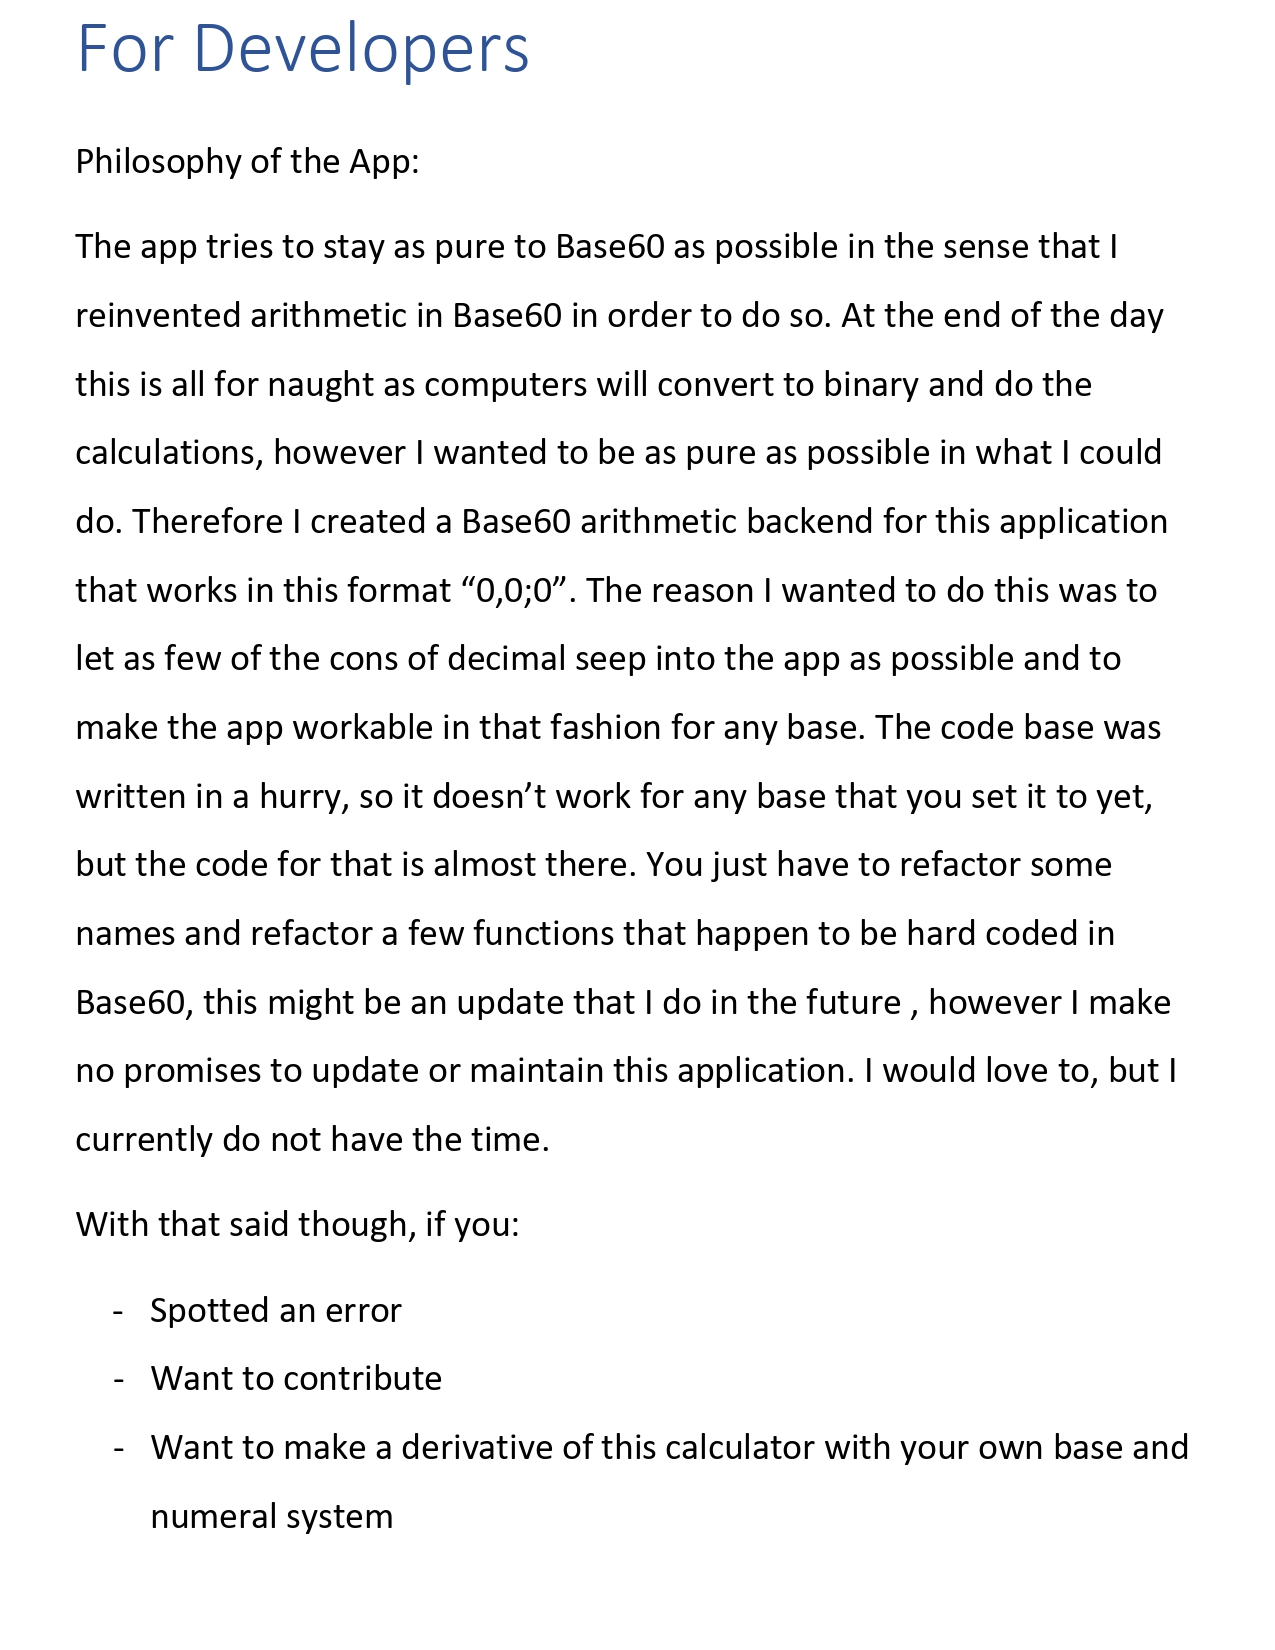 For Developers
Philosophy of the App:
The app tries to stay as pure to Base60 as possible in the sense that I
reinvented arithmetic in Base60 in order to do so. At the end of the day
this is all for naught as computers will convert to binary and do the
calculations, however I wanted to be as pure as possible in what I could
do. Therefore I created a Base60 arithmetic backend for this application
that works in this format “0,0;0”. The reason I wanted to do this was to
let as few of the cons of decimal seep into the app as possible and to
make the app workable in that fashion for any base. The code base was
written in a hurry, so it doesn’t work for any base that you set it to yet,
but the code for that is almost there. You just have to refactor some
names and refactor a few functions that happen to be hard coded in
Base60, this might be an update that I do in the future , however I make
no promises to update or maintain this application. I would love to, but I
currently do not have the time.
With that said though, if you:
- Spotted an error
- Want to contribute
- Want to make a derivative of this calculator with your own base and
numeral system